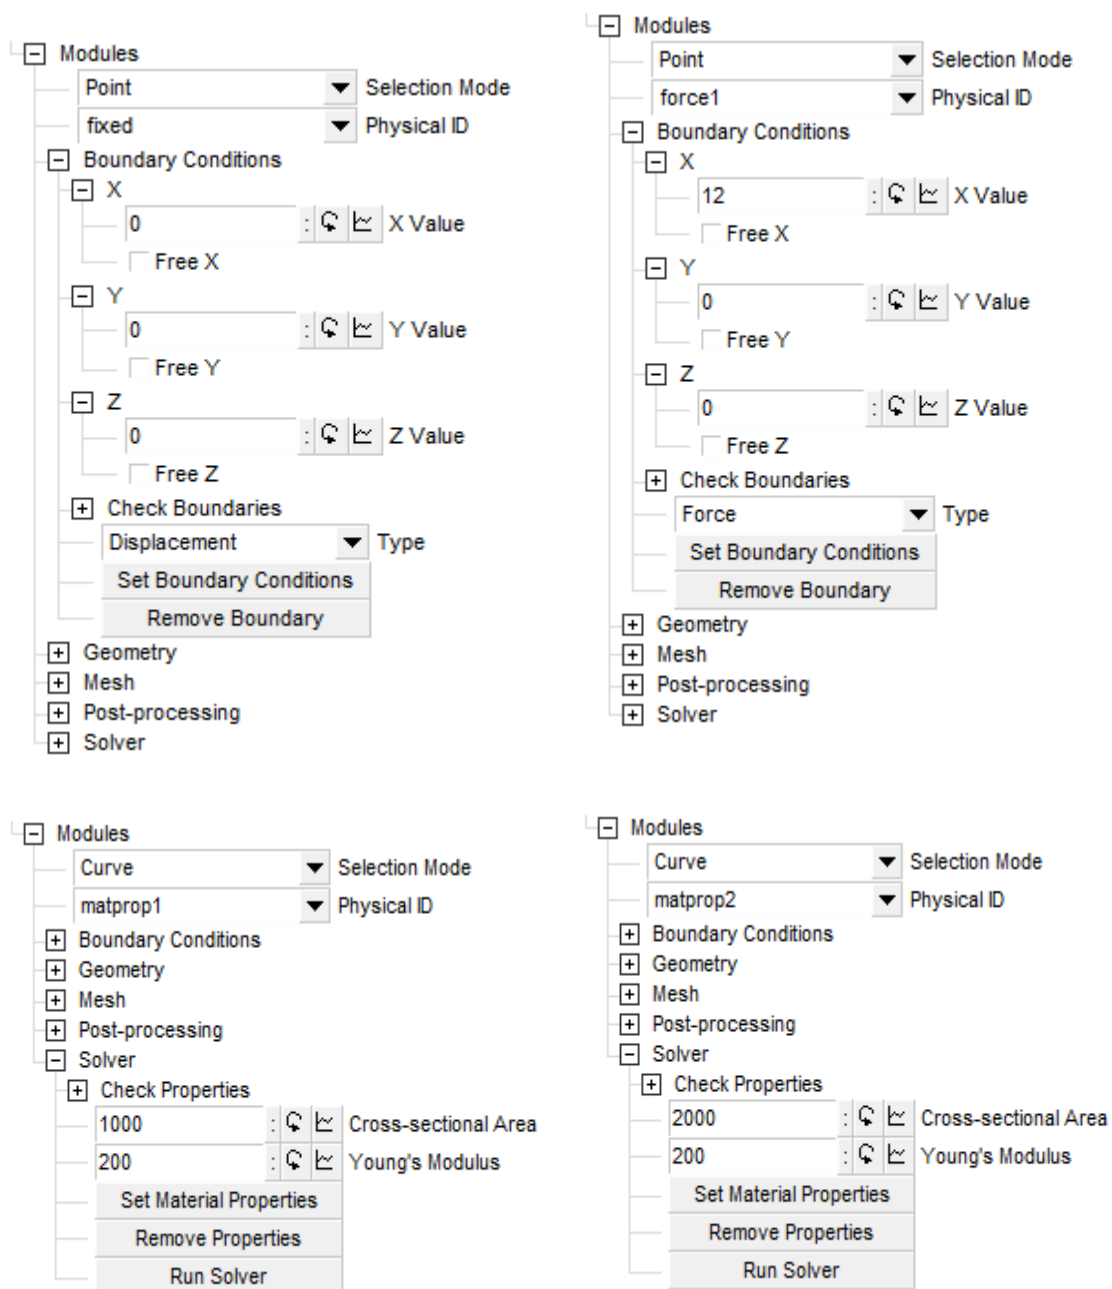 Modules
Point Selection Mode
fixed Physical ID
Boundary Conditions
X
0 : X Value
Free X
Y
0 : Y Value
Free Y
Z
0 : Z Value
Free Z
Check Boundaries
Displacement Type
Set Boundary Conditions
Remove Boundary
Geometry
Mesh
Post-processing
Solver
Modules
Point Selection Mode
force1 Physical ID
Boundary Conditions
X
12 : X Value
Free X
Y
0 : Y Value
Free Y
Z
0 : Z Value
Free Z
Check Boundaries
Force Type
Set Boundary Conditions
Remove Boundary
Geometry
Mesh
Post-processing
Solver
Modules
Curve Selection Mode
matprop1 Physical ID
Boundary Conditions
Geometry
Mesh
Post-processing
Solver
Check Properties
1000 : Cross-sectional Area
200 : Young's Modulus
Set Material Properties
Remove Properties
Run Solver
Modules
Curve Selection Mode
matprop2 Physical ID
Boundary Conditions
Geometry
Mesh
Post-processing
Solver
Check Properties
2000 : Cross-sectional Area
200 : Young's Modulus
Set Material Properties
Remove Properties
Run Solver